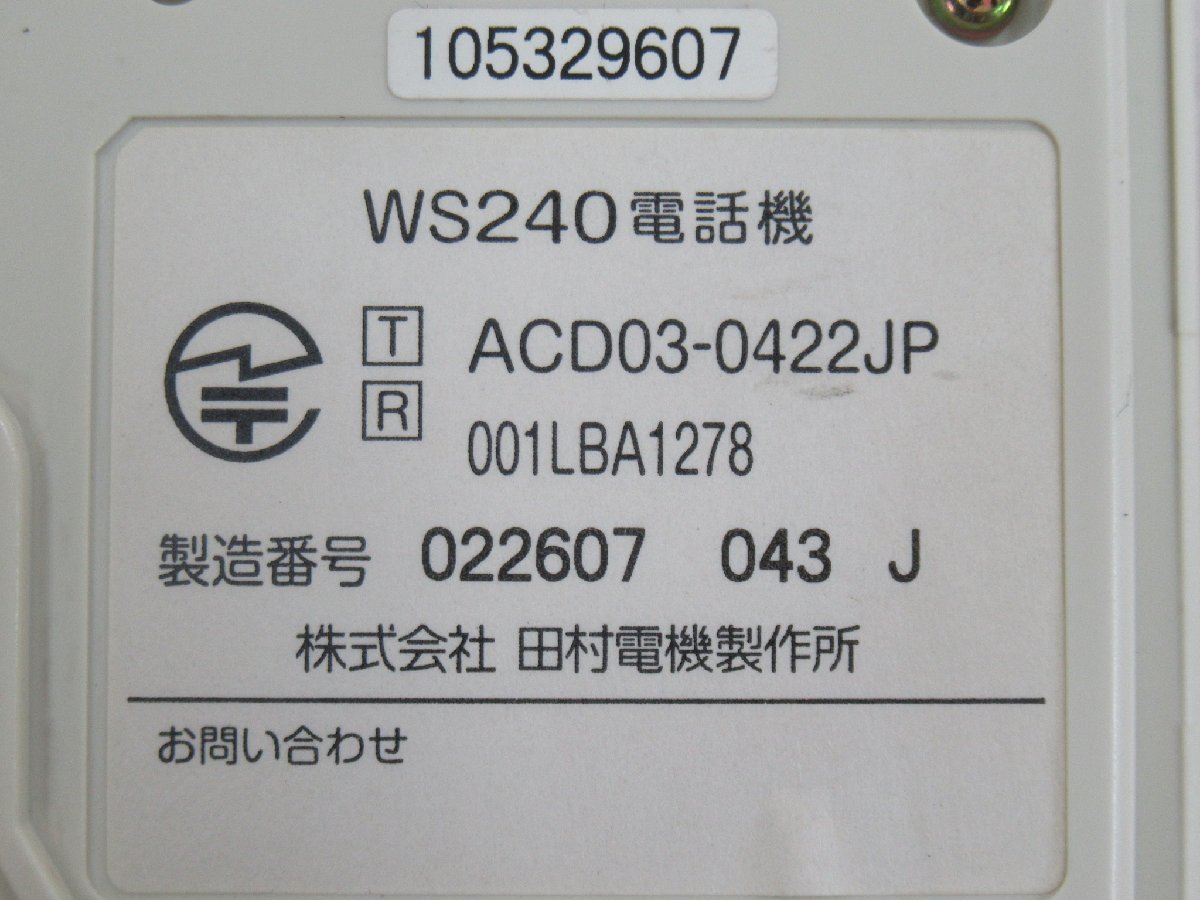 105329607
WS240電話機
T ACD03-0422JP
R 001LBA1278
製造番号 022607 043 J
株式会社 田村電機製作所
お問い合わせ